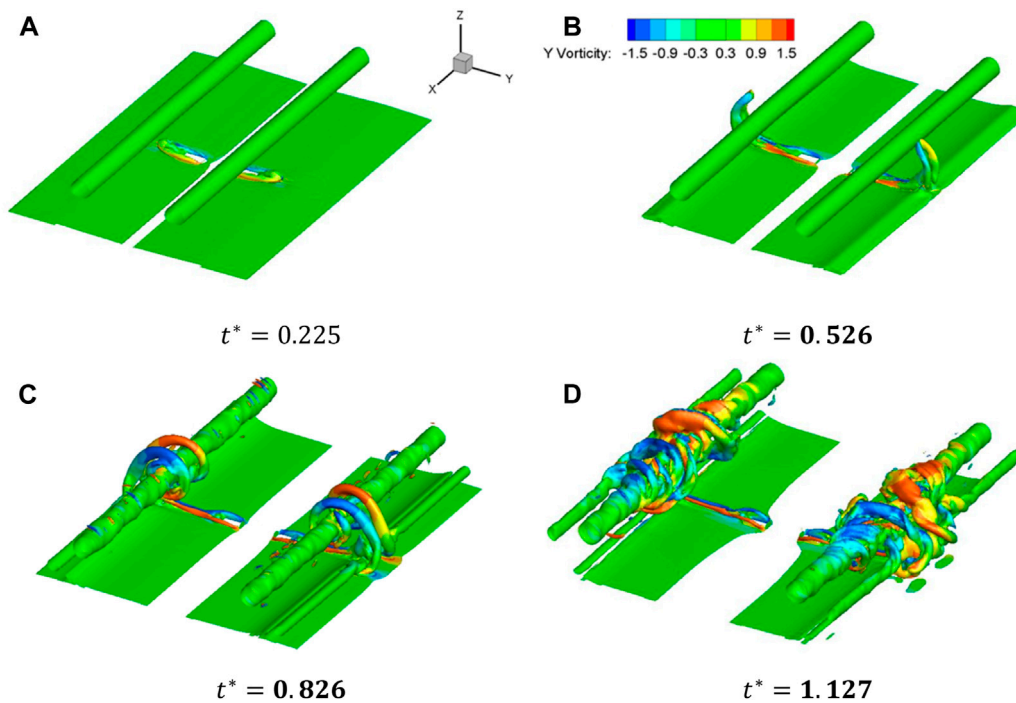 A
Z
X
Y
B
Y Vorticity: -1.5 -0.9 -0.3 0.3 0.9 1.5
t* = 0.225
t* = 0.526
C
D
t* = 0.826
t* = 1.127